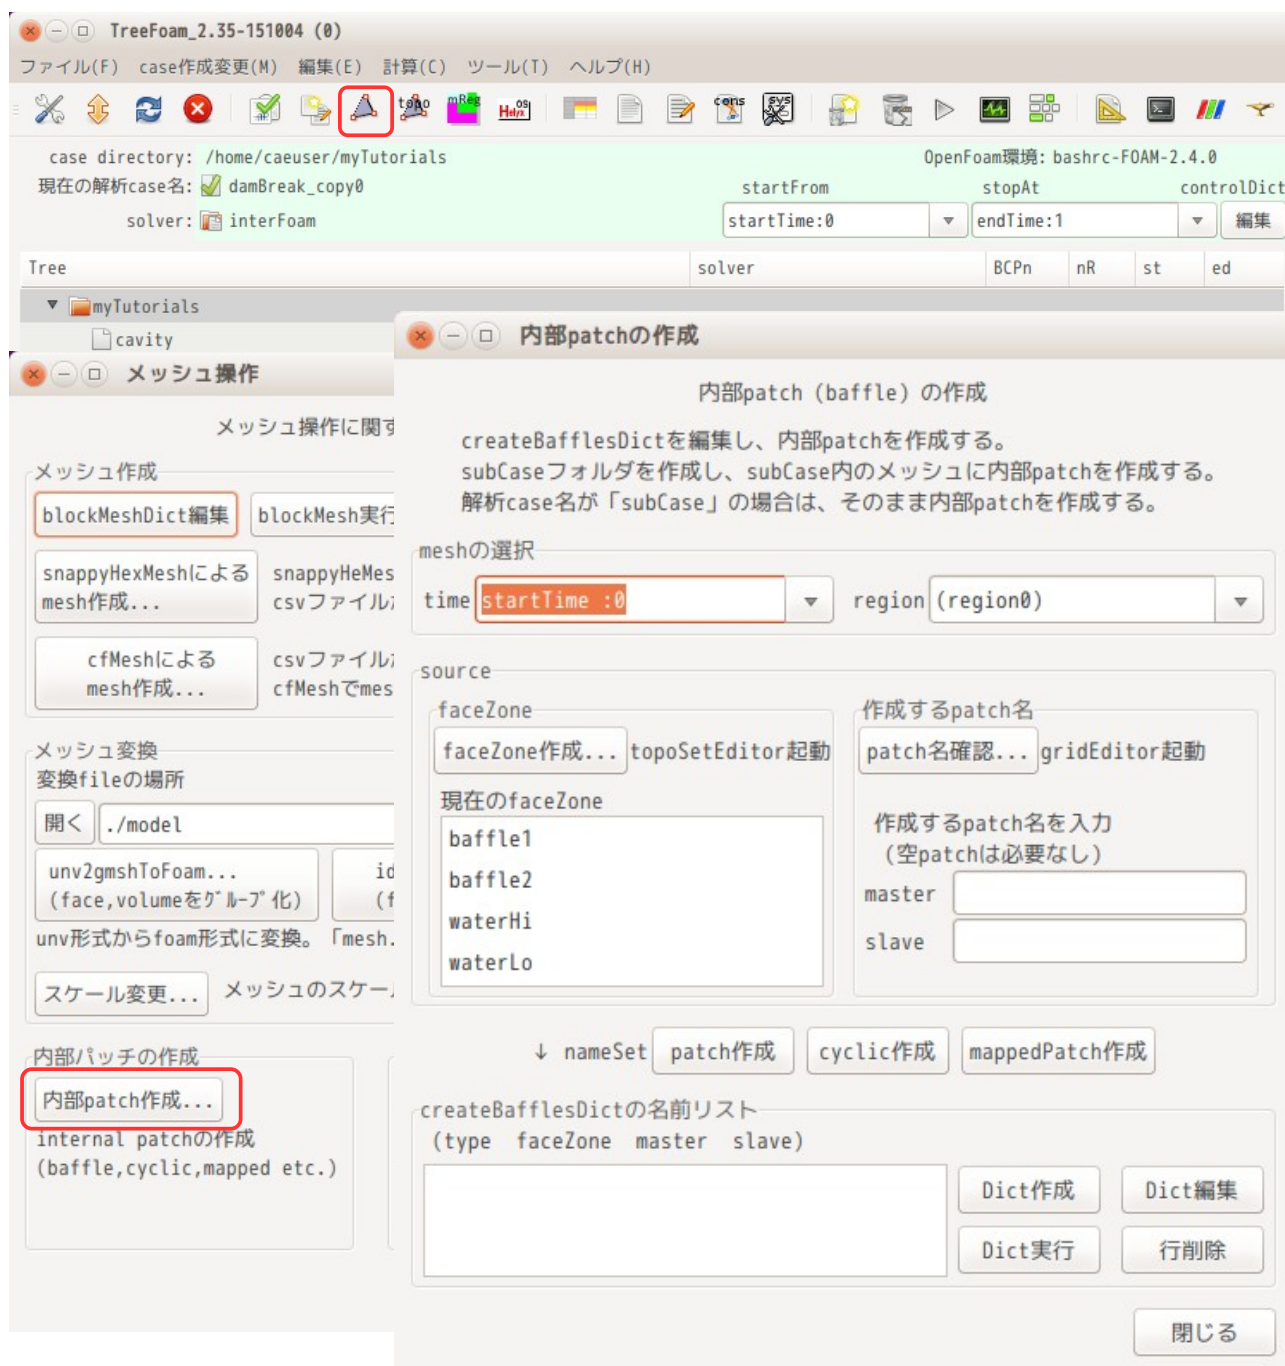 TreeFoam_2.35-151004 (0)
ファイル(F) case作成変更(M) 編集(E) 計算(C) ツール(T) ヘルプ(H)
topo mReg Helyx OS cons sys
case directory: /home/caeuser/myTutorials OpenFoam環境: bashrc-FOAM-2.4.0
現在の解析case名: damBreak_copy0 startFrom stopAt controlDict
solver: interFoam startTime:0 endTime:1 編集
Tree solver BCPn nR st ed
myTutorials
cavity
メッシュ操作
メッシュ操作に関す
メッシュ作成
blockMeshDict編集 blockMesh実行
snappyHexMeshによる
mesh作成...
snappyHeMes
csvファイルか
cfMeshによる
mesh作成...
csvファイルか
cfMeshでmes
メッシュ変換
変換fileの場所
開く ./model
unv2gmshToFoam...
(face,volumeをグループ化)
id
(f
unv形式からfoam形式に変換。「mesh.
スケール変更... メッシュのスケー
内部パッチの作成
内部patch作成...
internal patchの作成
(baffle,cyclic,mapped etc.)
内部patchの作成
内部patch (baffle) の作成
createBafflesDictを編集し、内部patchを作成する。
subCaseフォルダを作成し、subCase内のメッシュに内部patchを作成する。
解析case名が「subCase」の場合は、そのまま内部patchを作成する。
meshの選択
time startTime :0 region (region0)
source
faceZone
faceZone作成... topoSetEditor起動
現在のfaceZone
baffle1
baffle2
waterHi
waterLo
作成するpatch名
patch名確認... gridEditor起動
作成するpatch名を入力
(空patchは必要なし)
master
slave
↓ nameSet patch作成 cyclic作成 mappedPatch作成
createBafflesDictの名前リスト
(type faceZone master slave)
Dict作成 Dict編集
Dict実行 行削除
閉じる